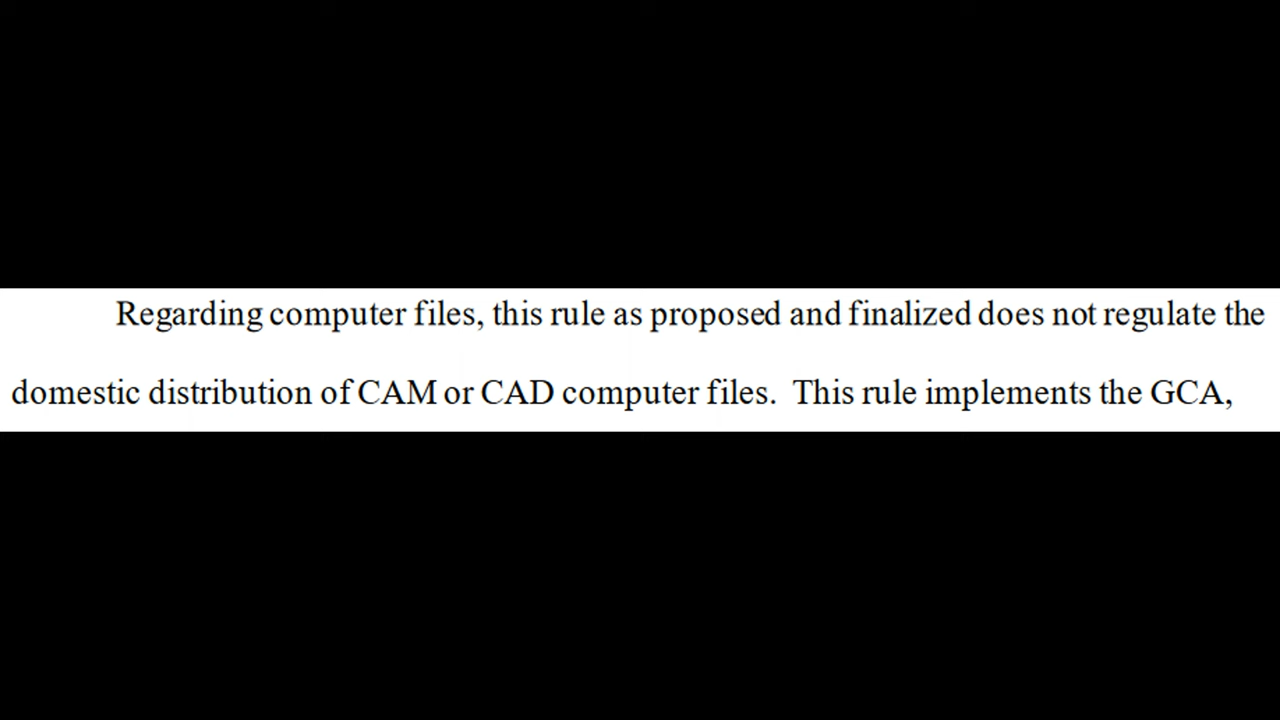 Regarding computer files, this rule as proposed and finalized does not regulate the
domestic distribution of CAM or CAD computer files.  This rule implements the GCA,